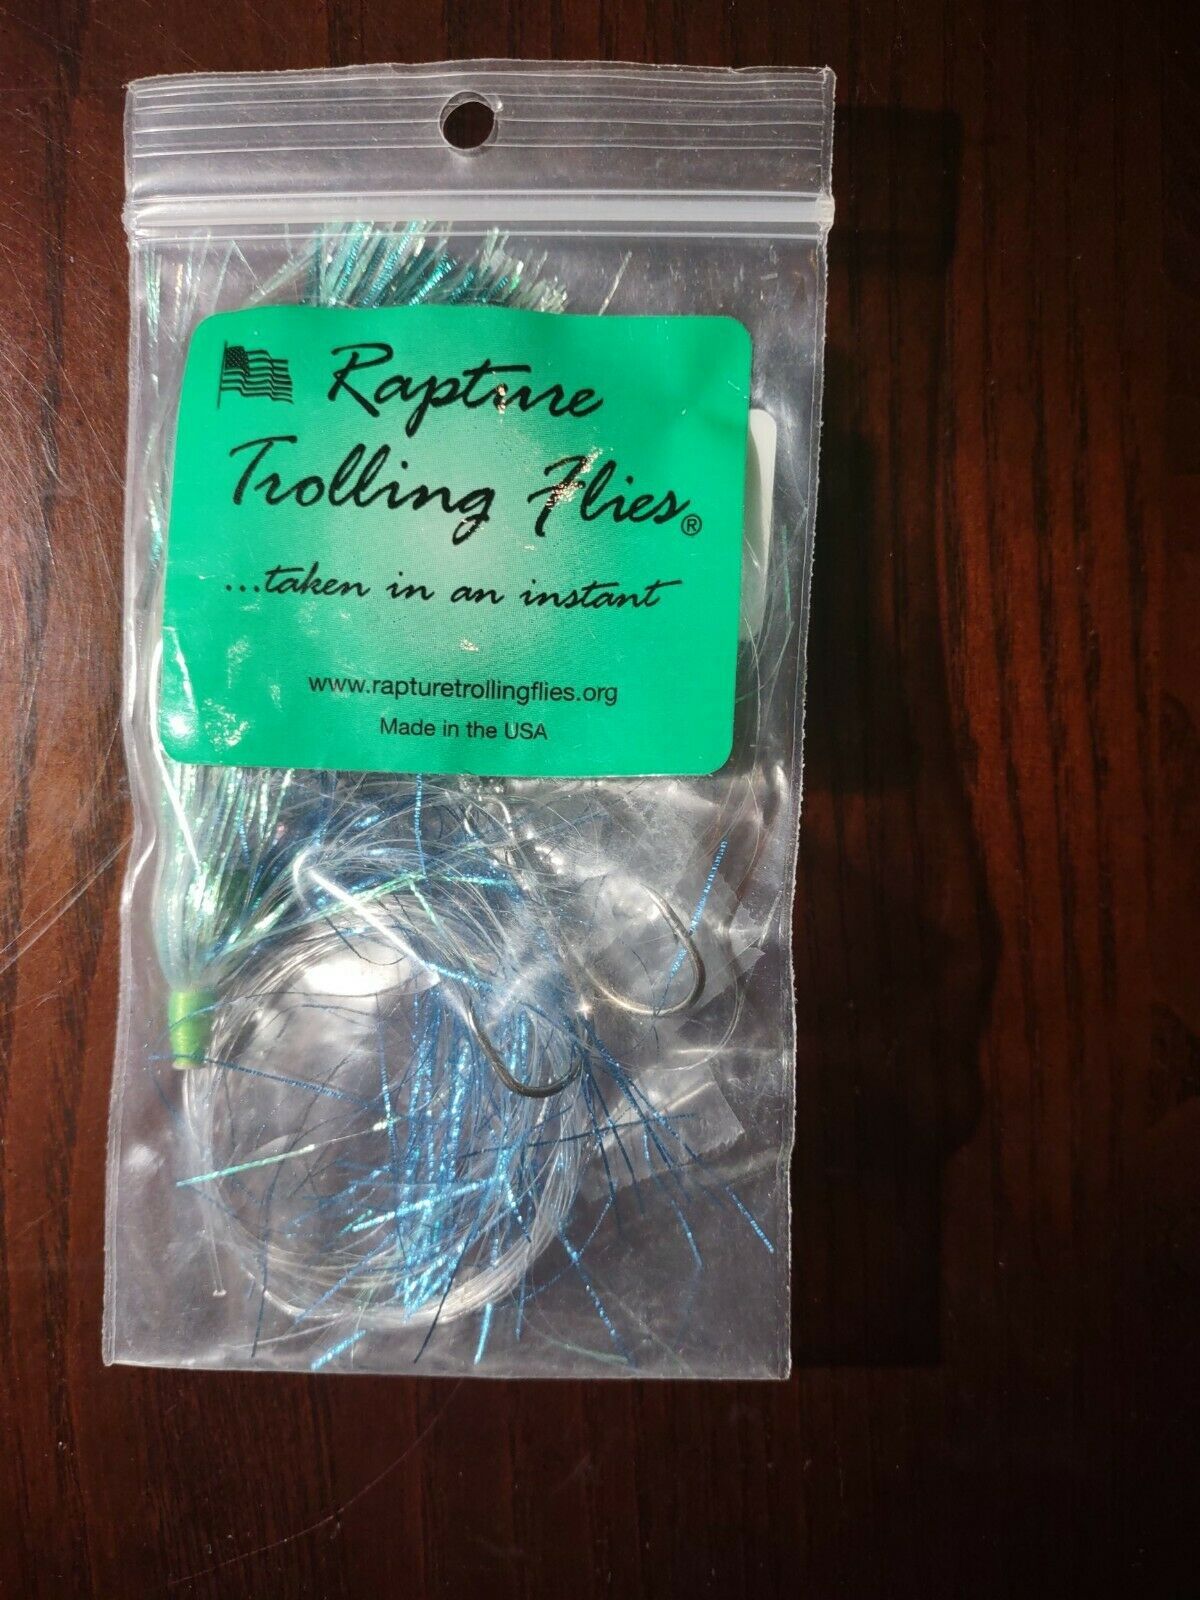 Rapture
Trolling Flies®
...taken in an instant
www.rapturetrollingflies.org
Made in the USA